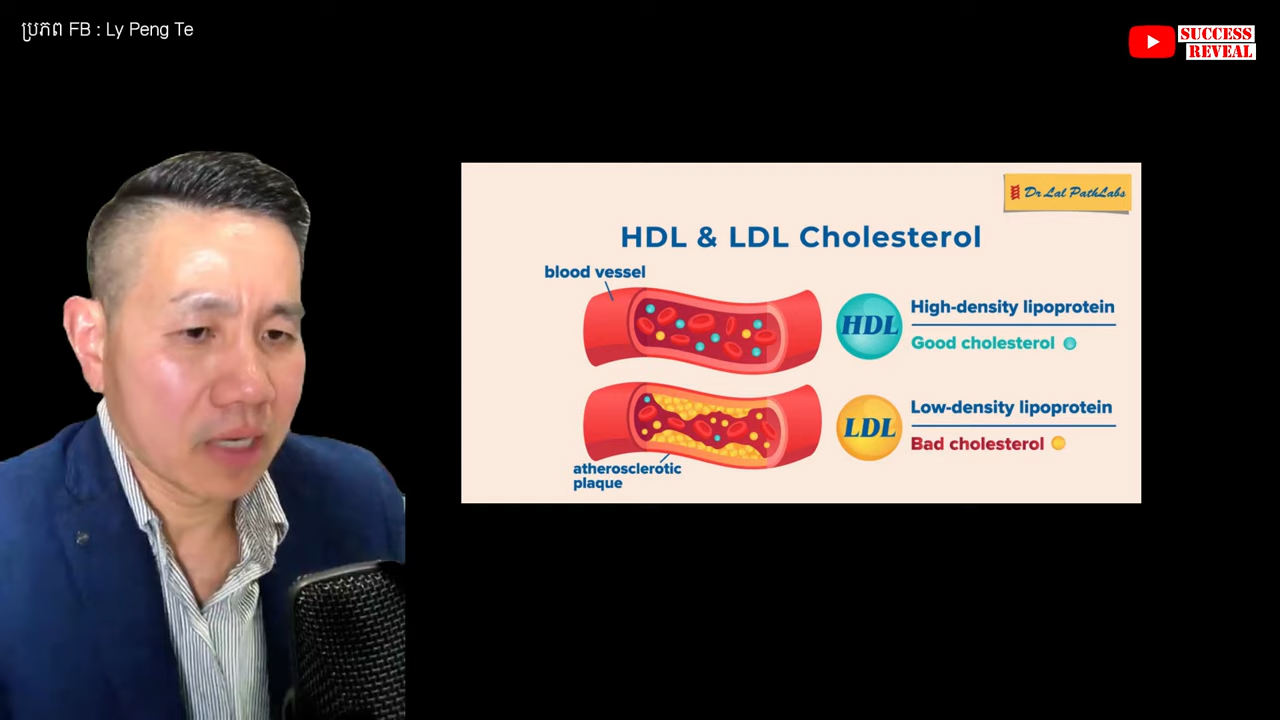 ប្រភព FB : Ly Peng Te
SUCCESS
REVEAL
Dr Lal PathLabs
HDL & LDL Cholesterol
blood vessel
HDL
High-density lipoprotein
Good cholesterol
LDL
Low-density lipoprotein
Bad cholesterol
atherosclerotic
plaque